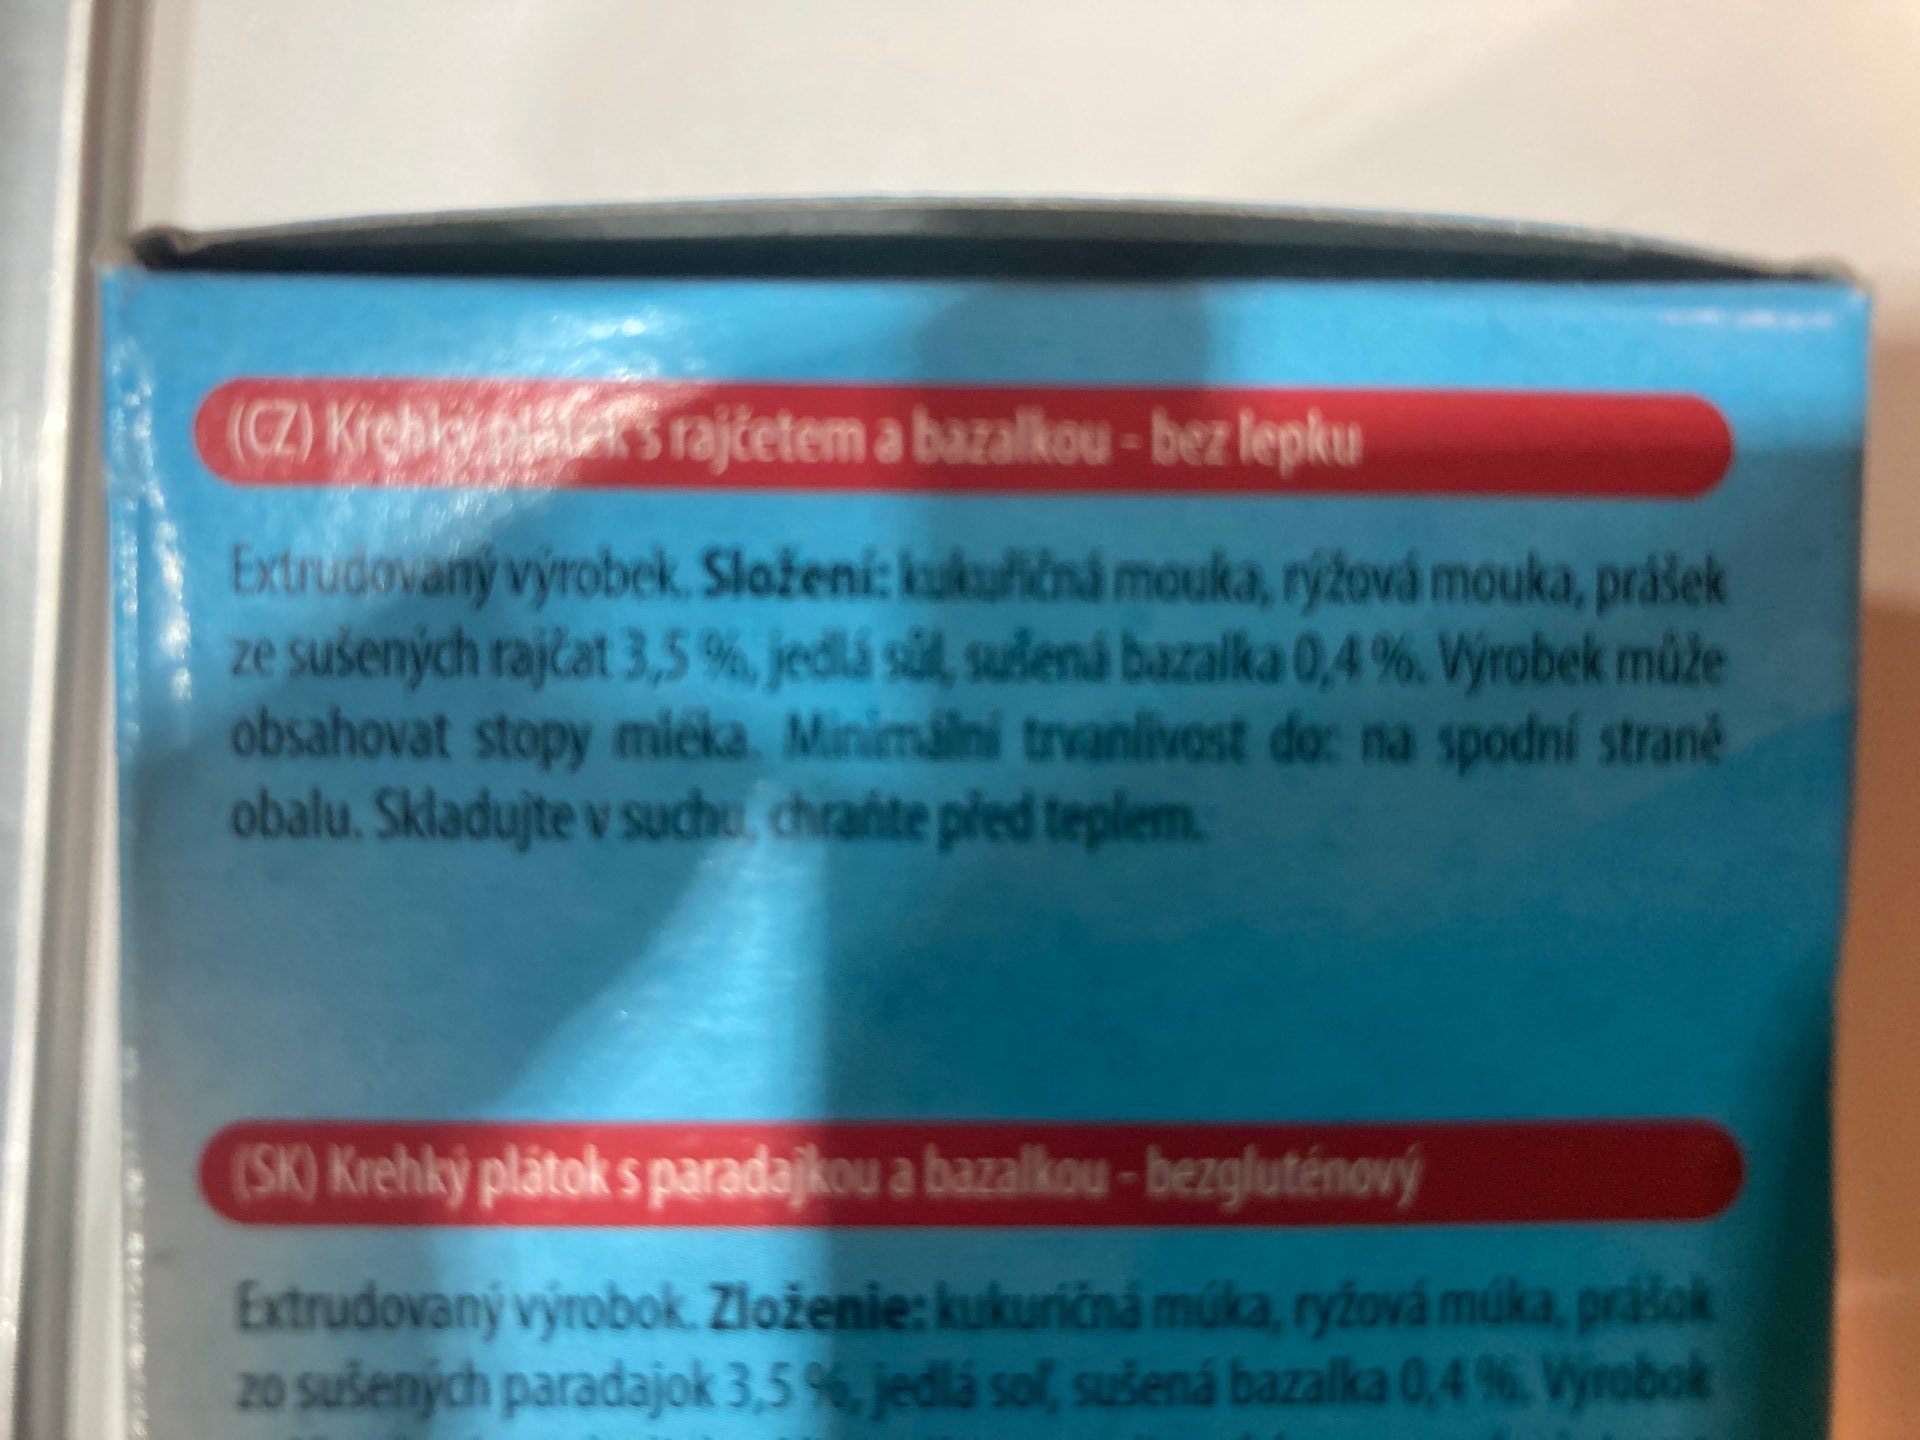 (CZ) Křehký plátek s rajčetem a bazalkou - bez lepku
Extrudovaný výrobek. Složení: kukuřičná mouka, rýžová mouka, prášek
ze sušených rajčat 3,5 %, jedlá sůl, sušená bazalka 0,4 %. Výrobek může
obsahovat stopy mléka. Minimální trvanlivost do: na spodní straně
obalu. Skladujte v suchu, chraňte před teplem.
(SK) Krehký plátok s paradajkou a bazalkou - bezgluténový
Extrudovaný výrobok. Zloženie: kukuričná múka, ryžová múka, prášok
zo sušených paradajok 3,5 %, jedlá soľ, sušená bazalka 0,4 %. Výrobok